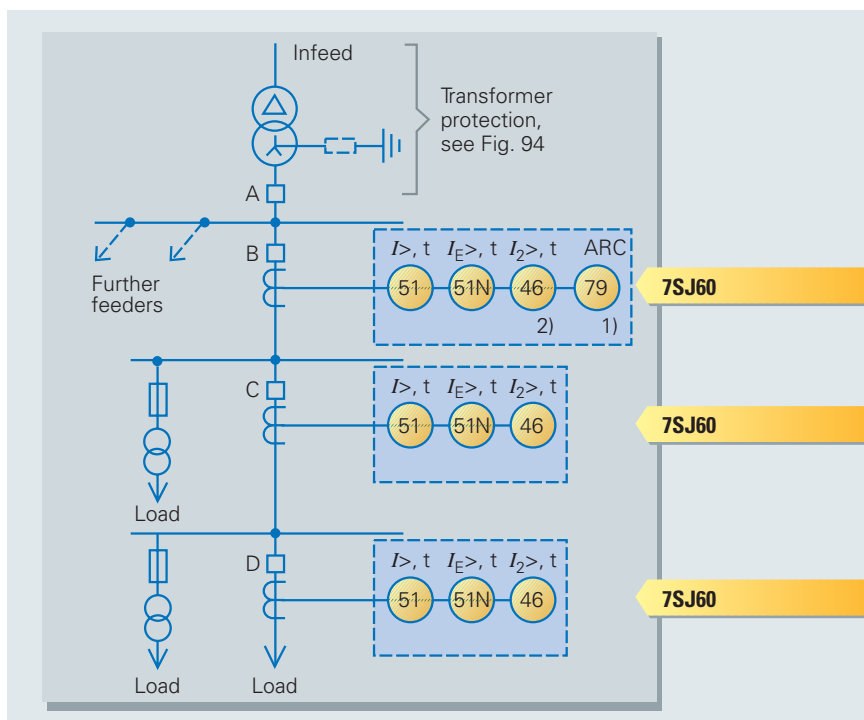 Infeed
Transformer
protection,
see Fig. 94
A
B
Further
feeders
I>, t IE>, t I2>, t ARC
51 51N 46 79
2) 1)
7SJ60
C
I>, t IE>, t I2>, t
51 51N 46
7SJ60
Load
D
I>, t IE>, t I2>, t
51 51N 46
7SJ60
Load Load